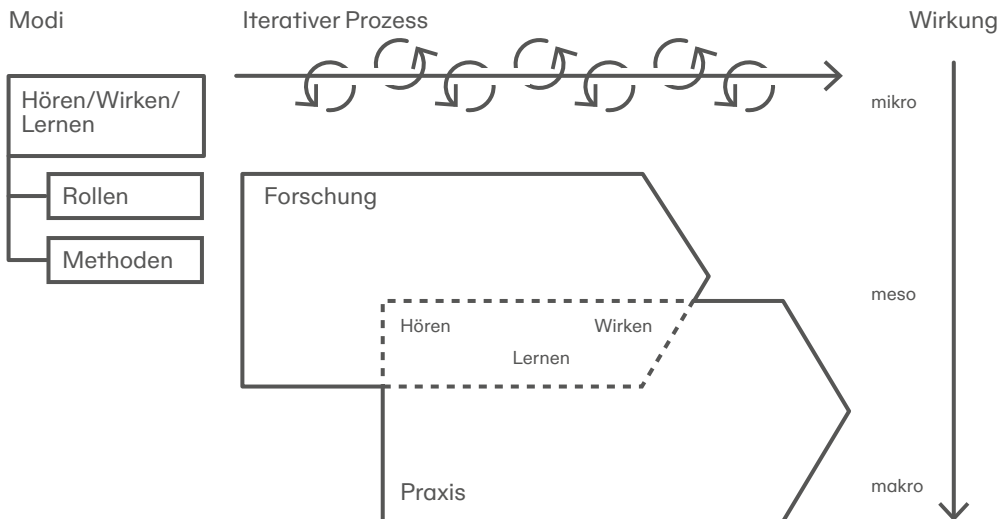 Modi
Iterativer Prozess
Wirkung
Hören/Wirken/
Lernen
mikro
Rollen
Forschung
Methoden
meso
Hören
Wirken
Lernen
Praxis
makro